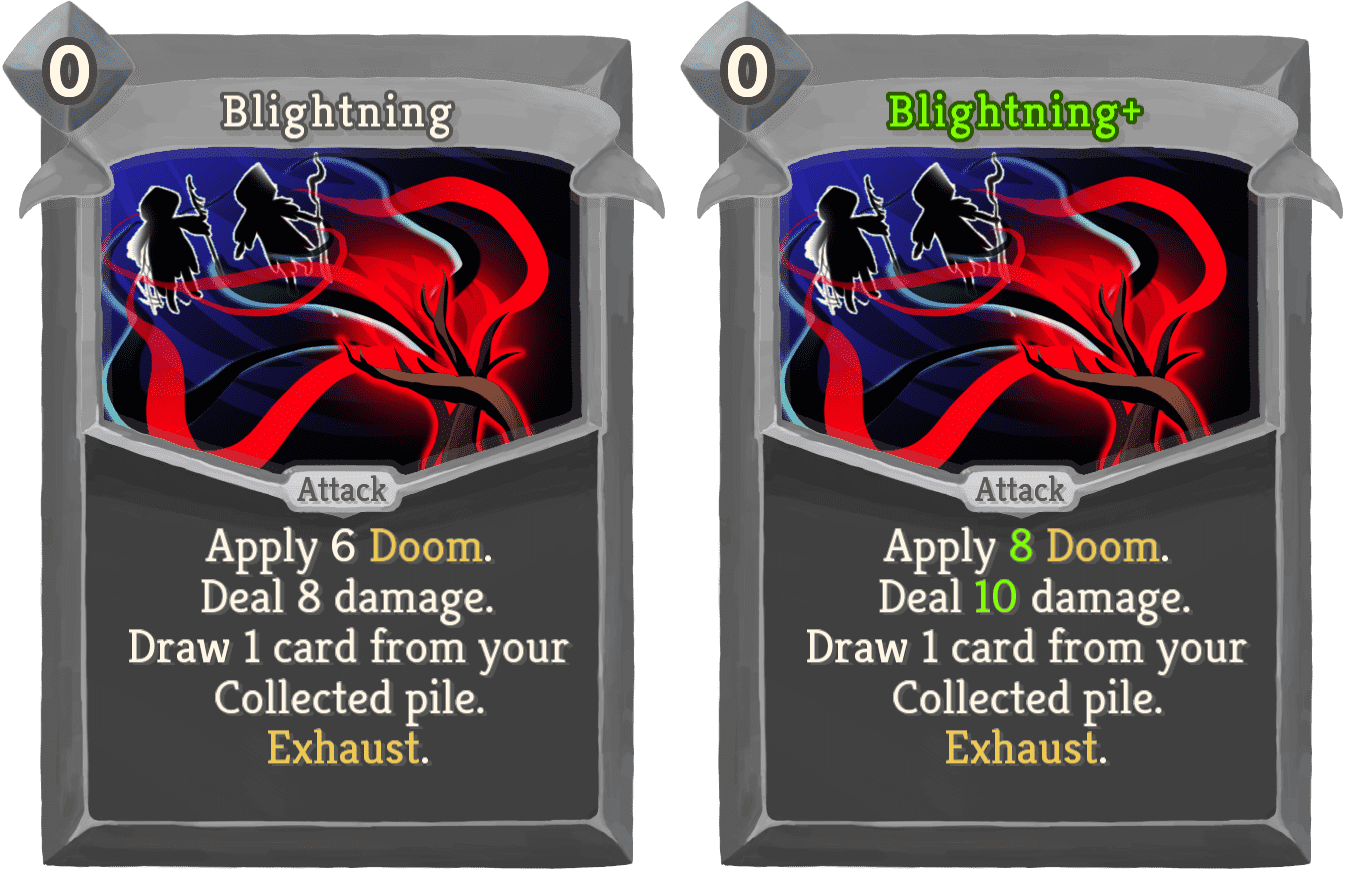 0
Blightning
Attack
Apply 6 Doom.
Deal 8 damage.
Draw 1 card from your
Collected pile.
Exhaust.
0
Blightning+
Attack
Apply 8 Doom.
Deal 10 damage.
Draw 1 card from your
Collected pile.
Exhaust.